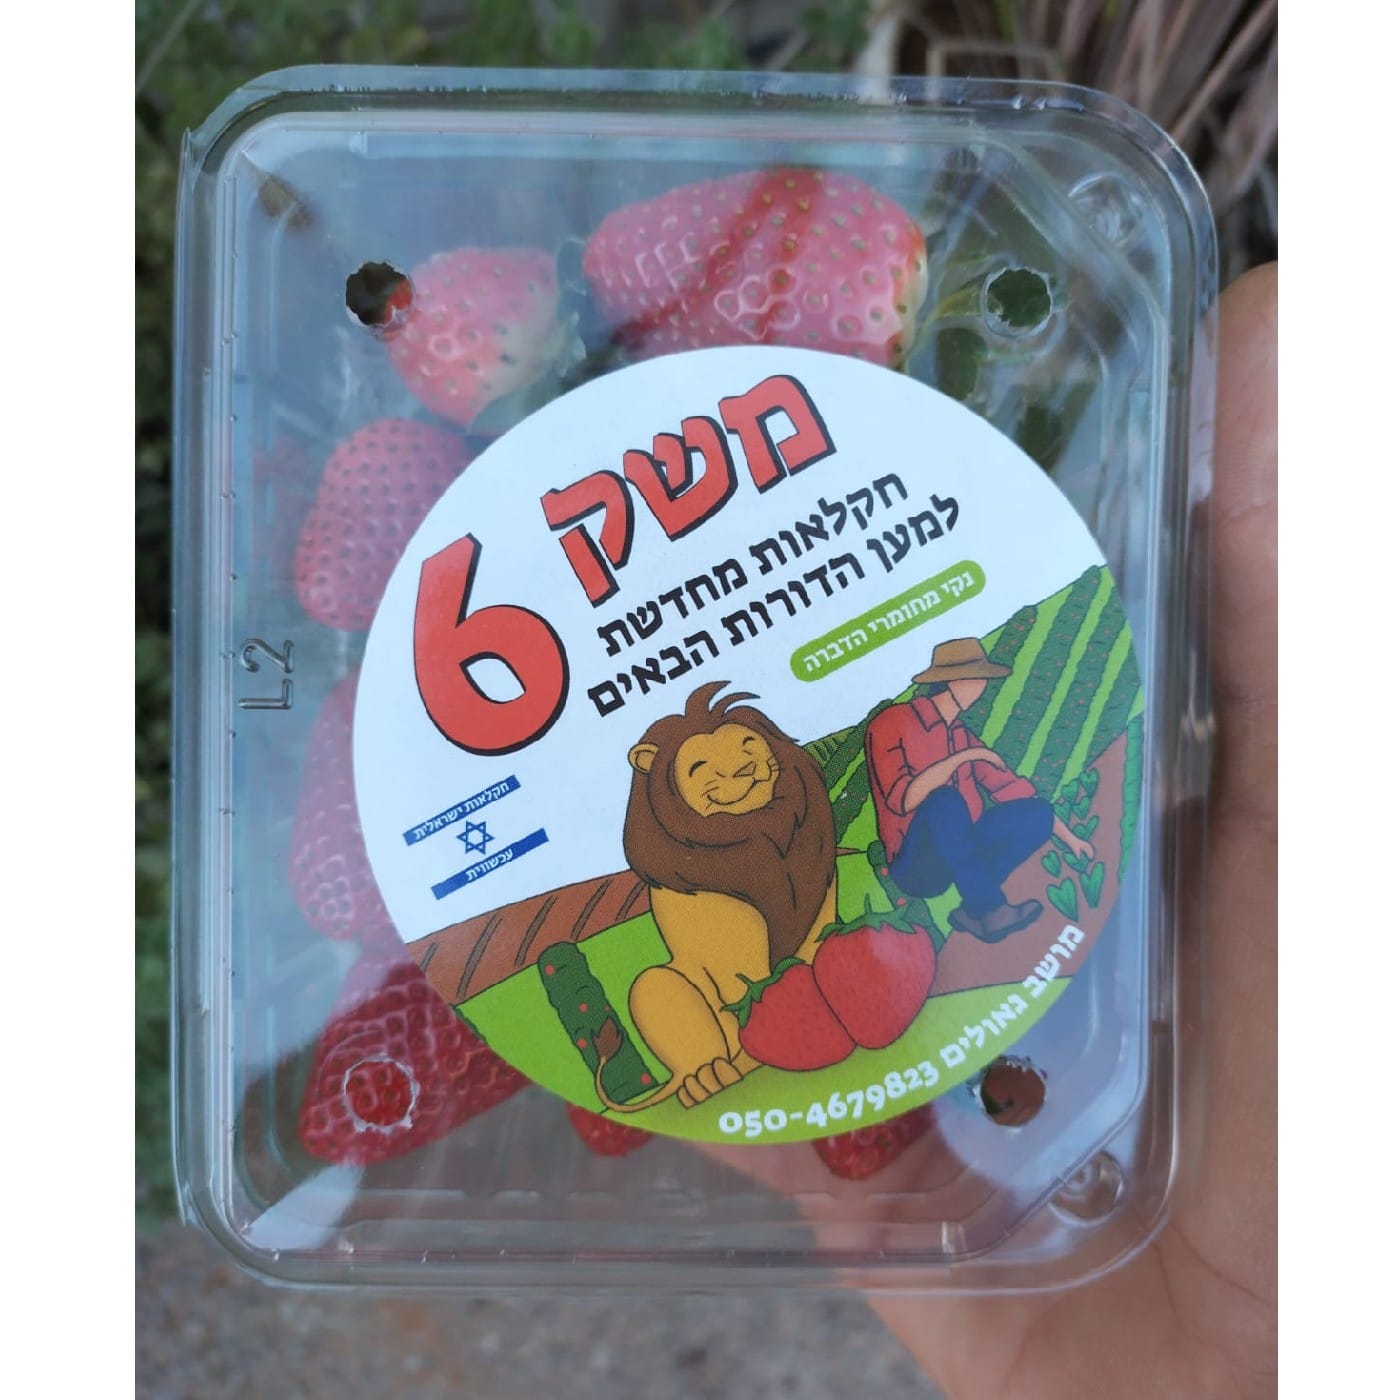 משק 6
חקלאות מחדשת
למען הדורות הבאים
נקי מחומרי הדברה
חקלאות ישראלית
עכשווית
מושב גאולים 050-4679823
L2